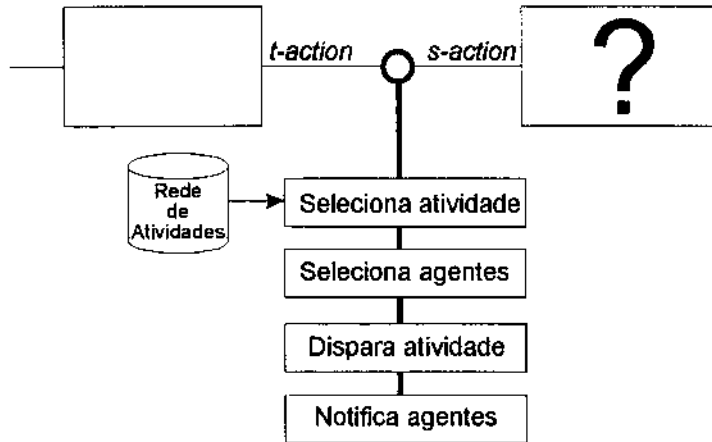 t-action
s-action
?
Rede
de
Atividades
Seleciona atividade
Seleciona agentes
Dispara atividade
Notifica agentes